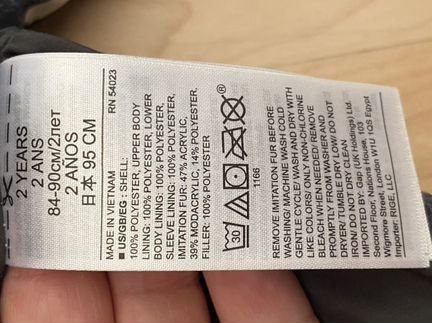 2 YEARS
2 ANS
84-90см/2лет
2 AÑOS
日本 95 CM
MADE IN VIETNAM RN 54023
■ US/GB/EG : SHELL:
100% POLYESTER, UPPER BODY
LINING: 100% POLYESTER, LOWER
BODY LINING: 100% POLYESTER,
SLEEVE LINING: 100% POLYESTER,
IMITATION FUR: 47% ACRYLIC,
39% MODACRYLIC, 14% POLYESTER,
FILLER: 100% POLYESTER
30
1166
REMOVE IMITATION FUR BEFORE
WASHING/ MACHINE WASH COLD
GENTLE CYCLE/ WASH AND DRY WITH
LIKE COLORS/ ONLY NON-CHLORINE
BLEACH WHEN NEEDED/ REMOVE
PROMPTLY FROM WASHER AND
DRYER/ TUMBLE DRY LOW/ DO NOT
IRON/ DO NOT DRY CLEAN
IMPORTED BY: Gap (UK Holdings) Ltd.
Second Floor, Nations House, 103
Wigmore Street, London W1U 1QS Egypt
Importer: RIGE, LLC